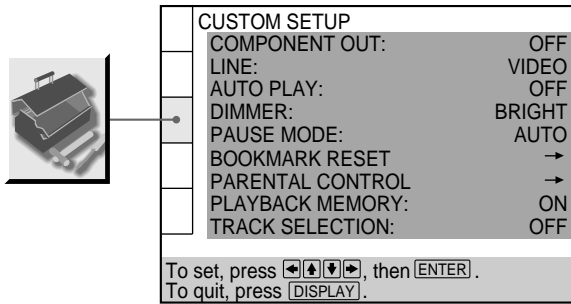 CUSTOM SETUP
COMPONENT OUT: OFF
LINE: VIDEO
AUTO PLAY: OFF
DIMMER: BRIGHT
PAUSE MODE: AUTO
BOOKMARK RESET →
PARENTAL CONTROL →
PLAYBACK MEMORY: ON
TRACK SELECTION: OFF
To set, press ←↑↓→, then ENTER.
To quit, press DISPLAY.